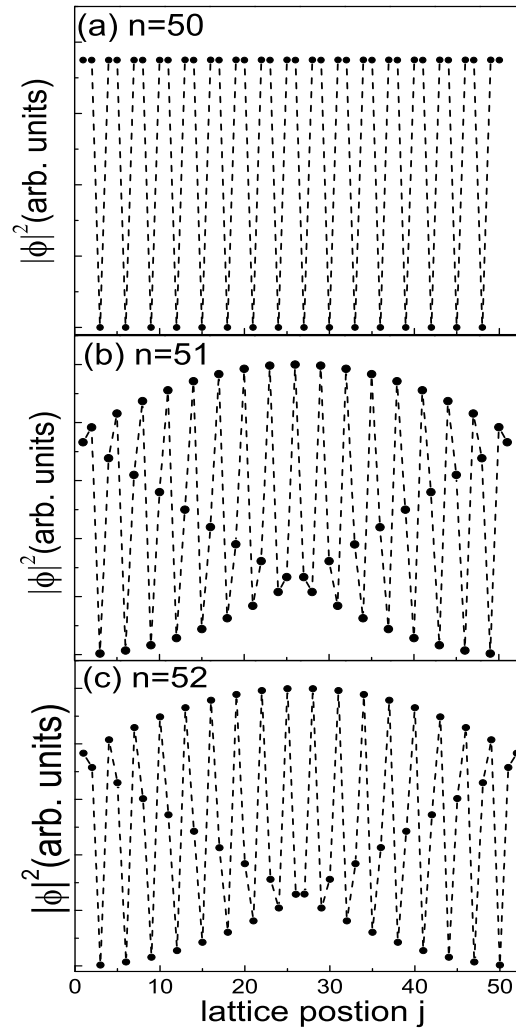 (a) n=50
|ϕ|²(arb. units)
(b) n=51
|ϕ|²(arb. units)
(c) n=52
|ϕ|²(arb. units)
0 10 20 30 40 50
lattice postion j